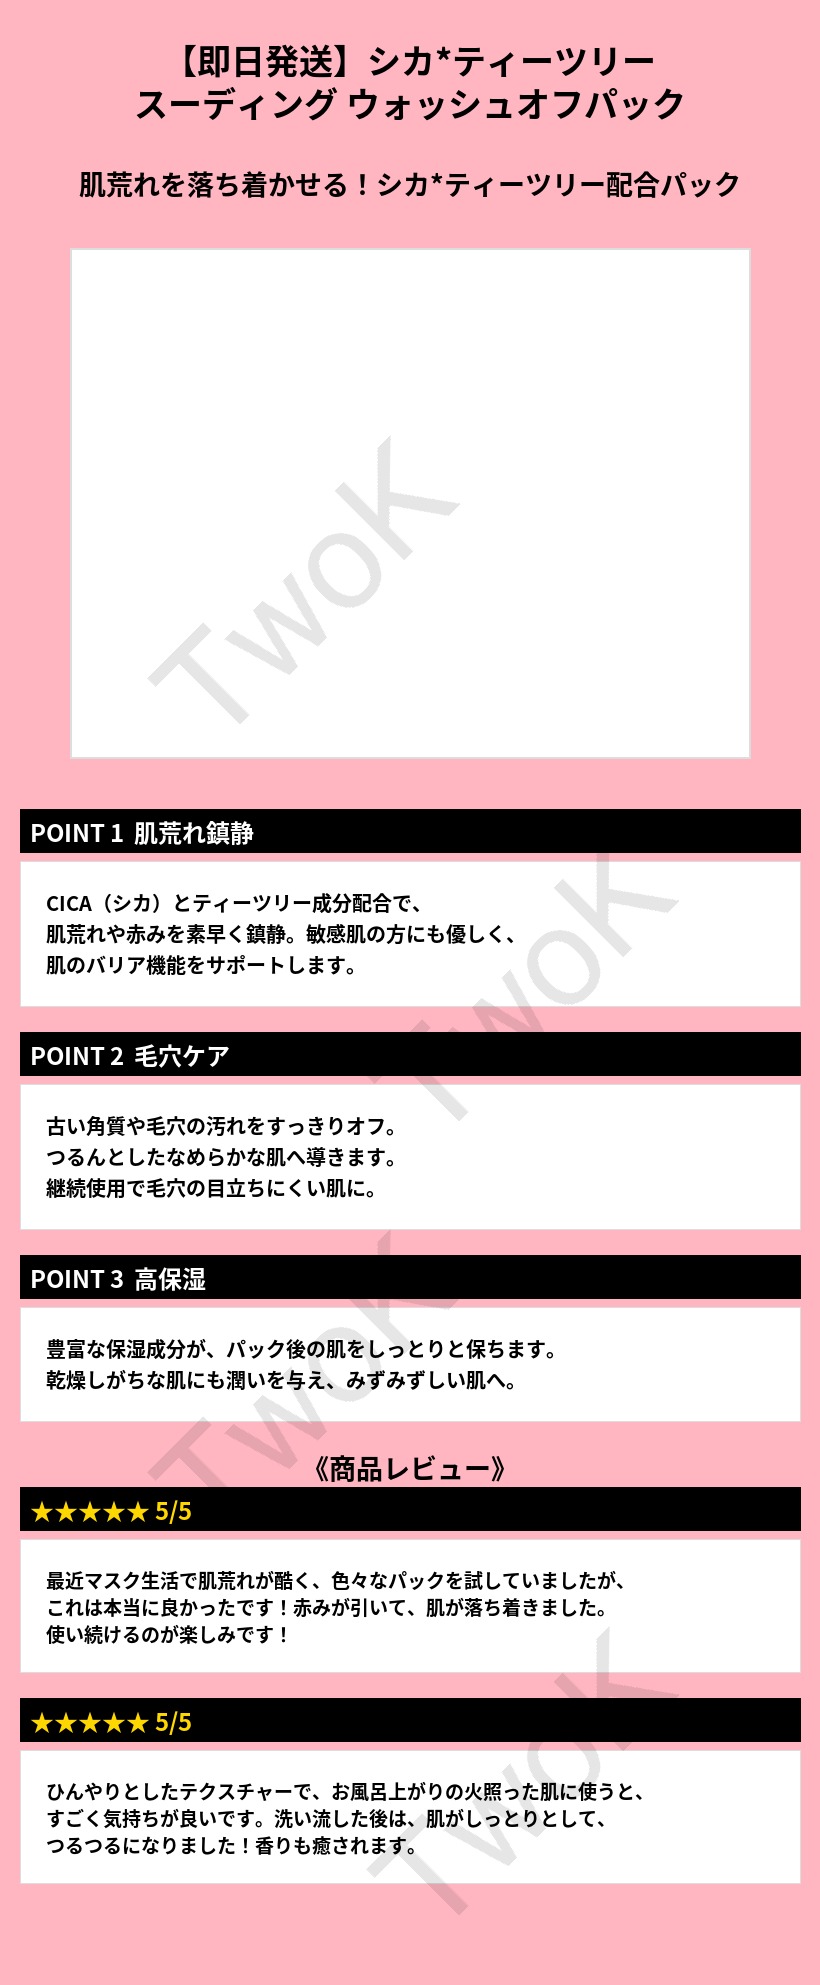 【即日発送】シカ*ティーツリー
スーディング ウォッシュオフパック
肌荒れを落ち着かせる！シカ*ティーツリー配合パック
TwoK
POINT 1 肌荒れ鎮静
CICA（シカ）とティーツリー成分配合で、
肌荒れや赤みを素早く鎮静。敏感肌の方にも優しく、
肌のバリア機能をサポートします。
TwoK
POINT 2 毛穴ケア
古い角質や毛穴の汚れをすっきりオフ。
つるんとしたなめらかな肌へ導きます。
継続使用で毛穴の目立ちにくい肌に。
POINT 3 高保湿
豊富な保湿成分が、パック後の肌をしっとりと保ちます。
乾燥しがちな肌にも潤いを与え、みずみずしい肌へ。
TwoK
《商品レビュー》
★★★★★ 5/5
最近マスク生活で肌荒れが酷く、色々なパックを試していましたが、
これは本当に良かったです！赤みが引いて、肌が落ち着きました。
使い続けるのが楽しみです！
★★★★★ 5/5
ひんやりとしたテクスチャーで、お風呂上がりの火照った肌に使うと、
すごく気持ちが良いです。洗い流した後は、肌がしっとりとして、
つるつるになりました！香りも癒されます。
TwoK